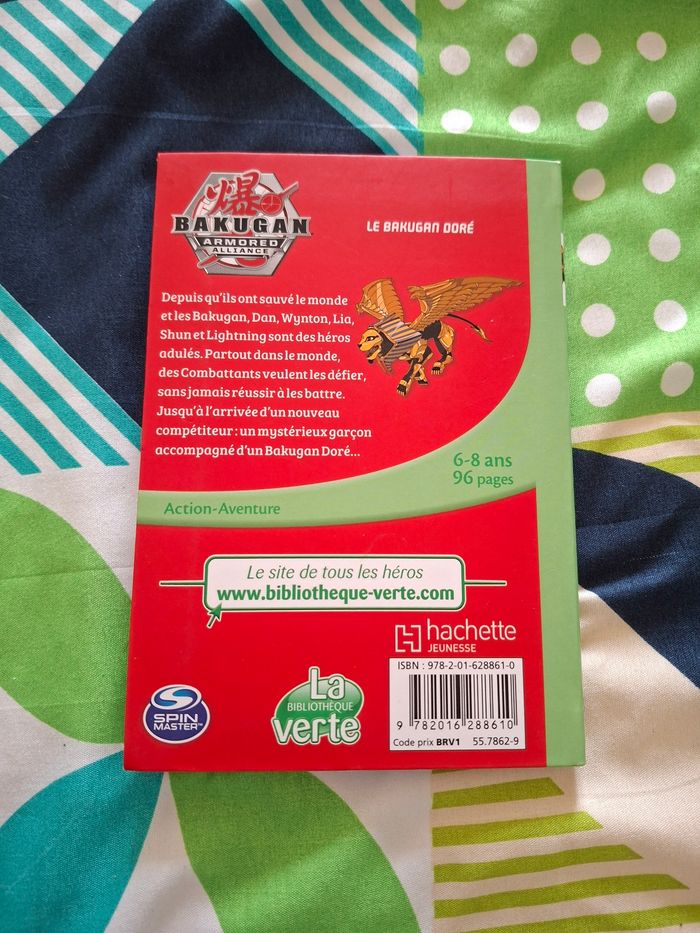 爆
BAKUGAN
ARMORED
ALLIANCE
LE BAKUGAN DORÉ
Depuis qu'ils ont sauvé le monde
et les Bakugan, Dan, Wynton, Lia,
Shun et Lightning sont des héros
adulés. Partout dans le monde,
des Combattants veulent les défier,
sans jamais réussir à les battre.
Jusqu'à l'arrivée d'un nouveau
compétiteur : un mystérieux garçon
accompagné d'un Bakugan Doré...
6-8 ans
96 pages
Action-Aventure
Le site de tous les héros
www.bibliotheque-verte.com
hachette
JEUNESSE
ISBN : 978-2-01-628861-0
9 782016 288610
Code prix BRV1 55.7862-9
SPIN
MASTER™
La
BIBLIOTHÈQUE
verte